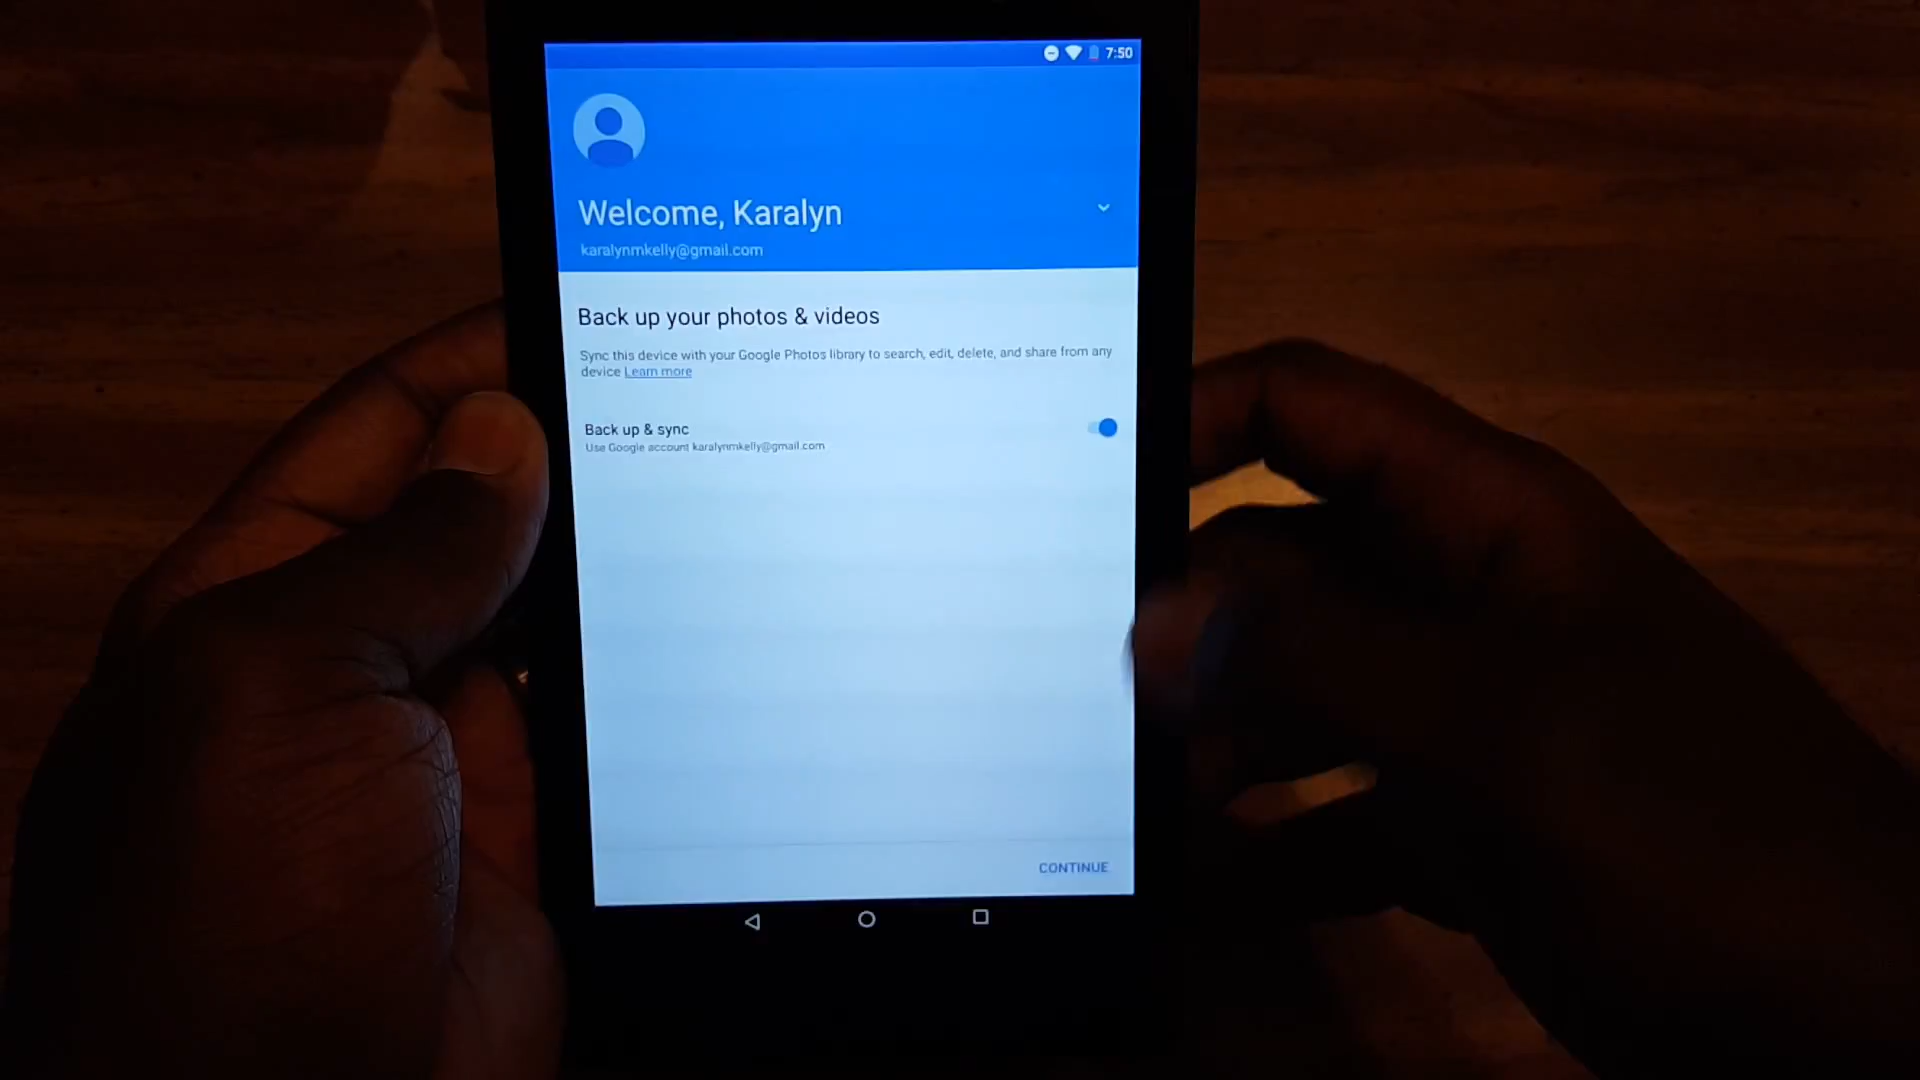 7:50
Welcome, Karalyn
karalynmkelly@gmail.com
Back up your photos & videos
Sync this device with your Google Photos library to search, edit, delete, and share from any
device Learn more
Back up & sync
Use Google account karalynmkelly@gmail.com
CONTINUE